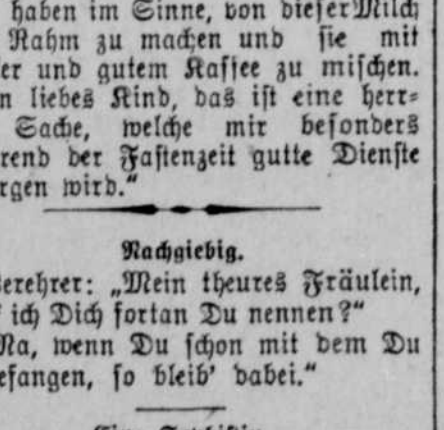 haben im Sinne, von dieser Milch
Rahm zu machen und sie mit
er und gutem Kaffee zu mischen.
n liebes Kind, das ist eine herr=
Sache, welche mir besonders
rend der Fastenzeit gutte Dienste
rgen wird.“
Nachgiebig.
erehrer: „Mein theures Fräulein,
ich Dich fortan Du nennen?“
Na, wenn Du schon mit dem Du
efangen, so bleib' dabei.“